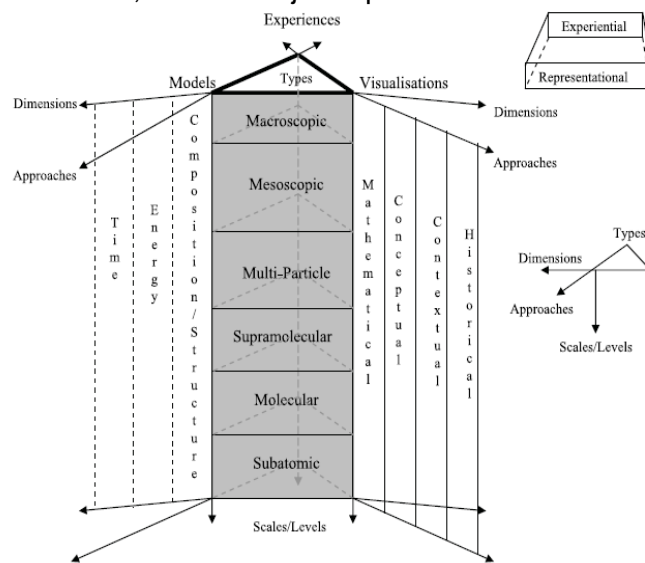 Experiences
Experiential
Models
Types
Visualisations
Representational
Dimensions
Dimensions
Macroscopic
Approaches
Approaches
Composition/Structure
Mesoscopic
Mathematical
Conceptual
Contextual
Historical
Time
Energy
Types
Dimensions
Multi-Particle
Approaches
Supramolecular
Scales/Levels
Molecular
Subatomic
Scales/Levels